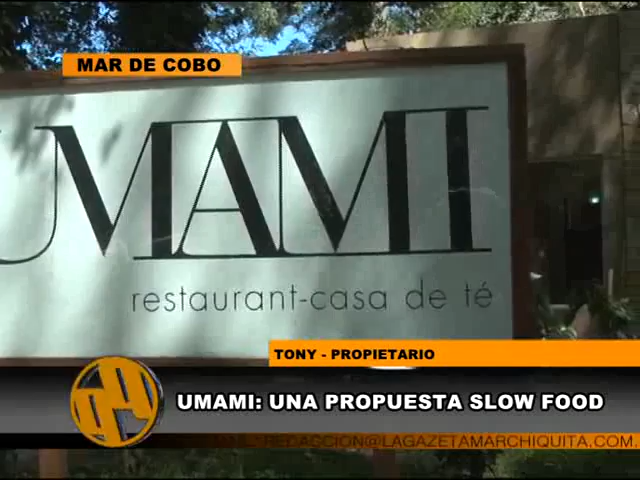 MAR DE COBO
UMAMI
restaurant-casa de té
TONY - PROPIETARIO
UMAMI: UNA PROPUESTA SLOW FOOD
REDACCION@LAGAZETAMARCHIQUITA.COM.